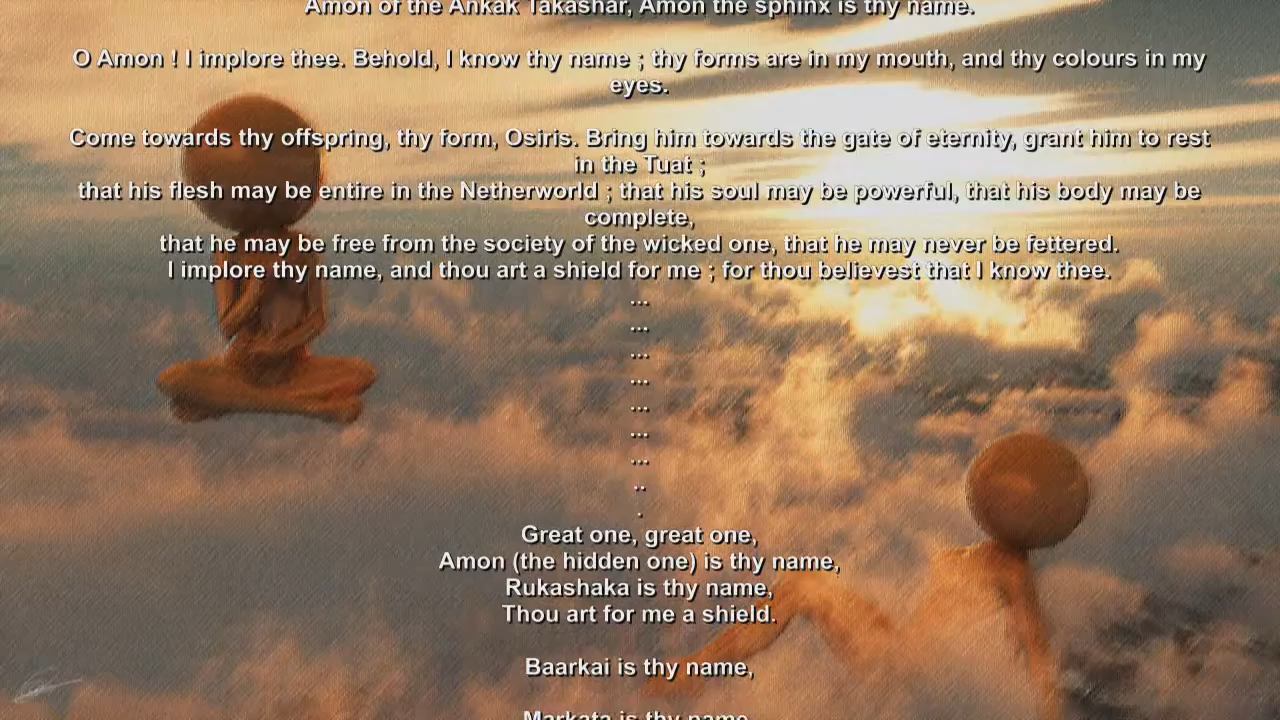 Amon of the Ankak Takashar, Amon the sphinx is thy name.
O Amon ! I implore thee. Behold, I know thy name ; thy forms are in my mouth, and thy colours in my
eyes.
Come towards thy offspring, thy form, Osiris. Bring him towards the gate of eternity, grant him to rest
in the Tuat ;
that his flesh may be entire in the Netherworld ; that his soul may be powerful, that his body may be
complete,
that he may be free from the society of the wicked one, that he may never be fettered.
I implore thy name, and thou art a shield for me ; for thou believest that I know thee.
...
...
...
...
...
...
...
..
.
Great one, great one,
Amon (the hidden one) is thy name,
Rukashaka is thy name,
Thou art for me a shield.
Baarkai is thy name,
Markata is thy name